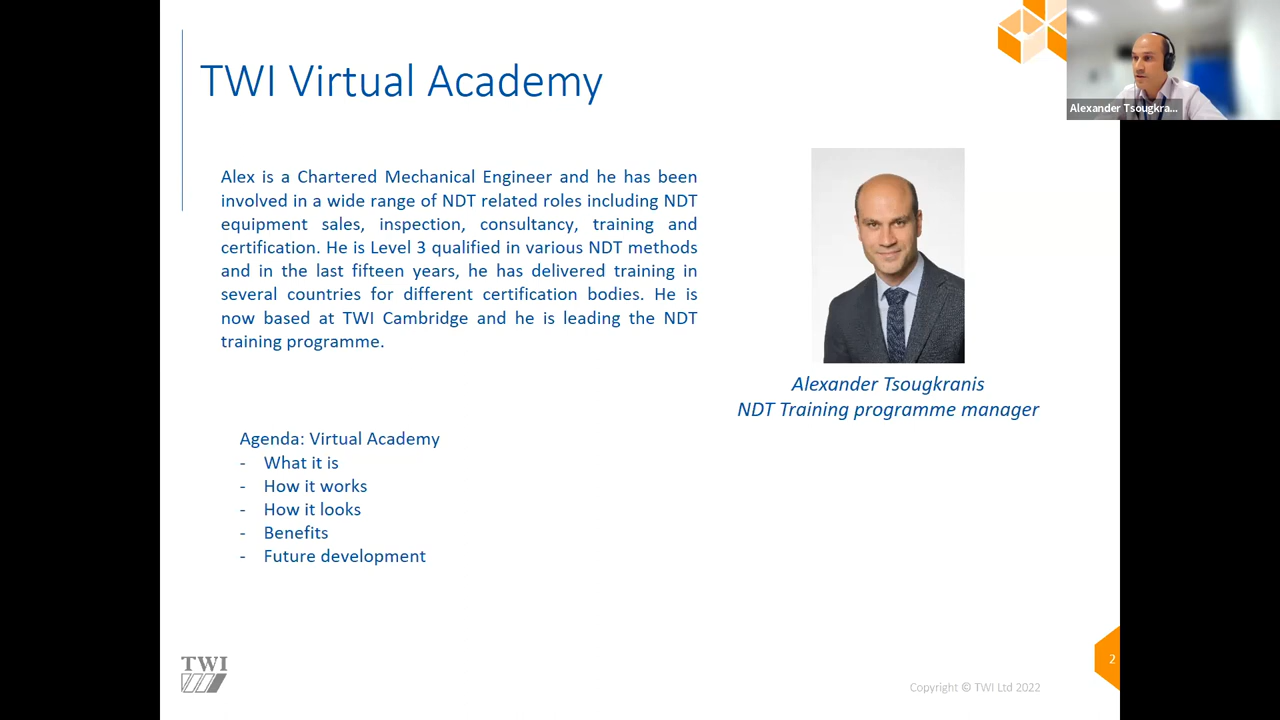 TWI Virtual Academy
Alexander Tsougkra...
Alex is a Chartered Mechanical Engineer and he has been
involved in a wide range of NDT related roles including NDT
equipment sales, inspection, consultancy, training and
certification. He is Level 3 qualified in various NDT methods
and in the last fifteen years, he has delivered training in
several countries for different certification bodies. He is
now based at TWI Cambridge and he is leading the NDT
training programme.
Alexander Tsougkranis
NDT Training programme manager
Agenda: Virtual Academy
- What it is
- How it works
- How it looks
- Benefits
- Future development
2
TWI
Copyright © TWI Ltd 2022